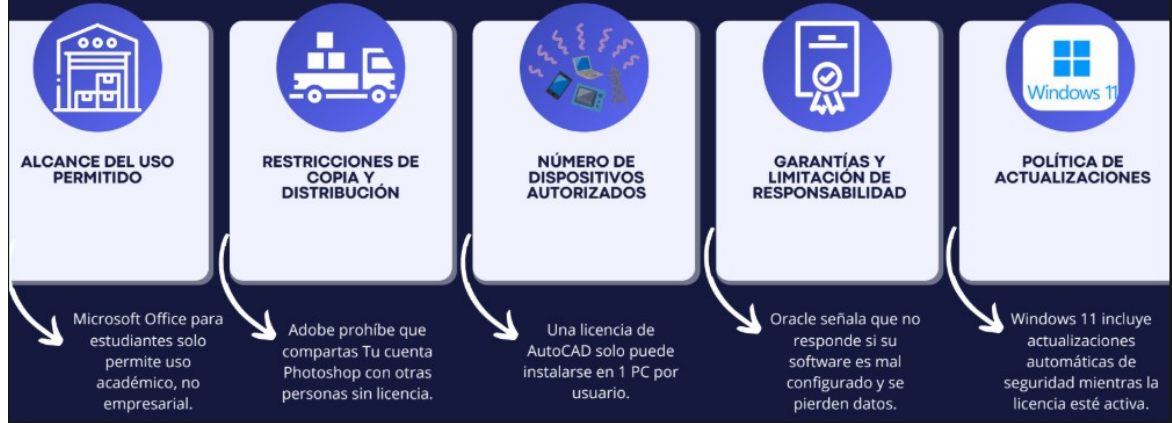 Windows 11
ALCANCE DEL USO
PERMITIDO
RESTRICCIONES DE
COPIA Y
DISTRIBUCIÓN
NÚMERO DE
DISPOSITIVOS
AUTORIZADOS
GARANTÍAS Y
LIMITACIÓN DE
RESPONSABILIDAD
POLÍTICA DE
ACTUALIZACIONES
Microsoft Office para
estudiantes solo
permite uso
académico, no
empresarial.
Adobe prohíbe que
compartas Tu cuenta
Photoshop con otras
personas sin licencia.
Una licencia de
AutoCAD solo puede
instalarse en 1 PC por
usuario.
Oracle señala que no
responde si su
software es mal
configurado y se
pierden datos.
Windows 11 incluye
actualizaciones
automáticas de
seguridad mientras la
licencia esté activa.